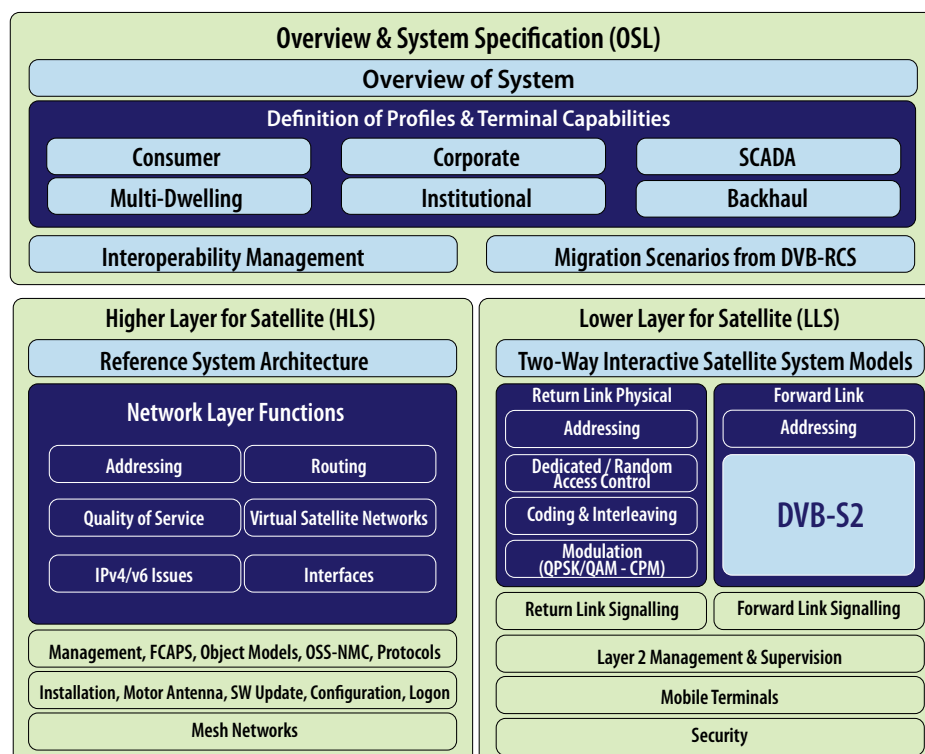 Overview & System Specification (OSL)
Overview of System
Definition of Profiles & Terminal Capabilities
Consumer
Corporate
SCADA
Multi-Dwelling
Institutional
Backhaul
Interoperability Management
Migration Scenarios from DVB-RCS
Higher Layer for Satellite (HLS)
Reference System Architecture
Network Layer Functions
Addressing
Routing
Quality of Service
Virtual Satellite Networks
IPv4/v6 Issues
Interfaces
Management, FCAPS, Object Models, OSS-NMC, Protocols
Installation, Motor Antenna, SW Update, Configuration, Logon
Mesh Networks
Lower Layer for Satellite (LLS)
Two-Way Interactive Satellite System Models
Return Link Physical
Addressing
Dedicated / Random
Access Control
Coding & Interleaving
Modulation
(QPSK/QAM - CPM)
Forward Link
Addressing
DVB-S2
Return Link Signalling
Forward Link Signalling
Layer 2 Management & Supervision
Mobile Terminals
Security